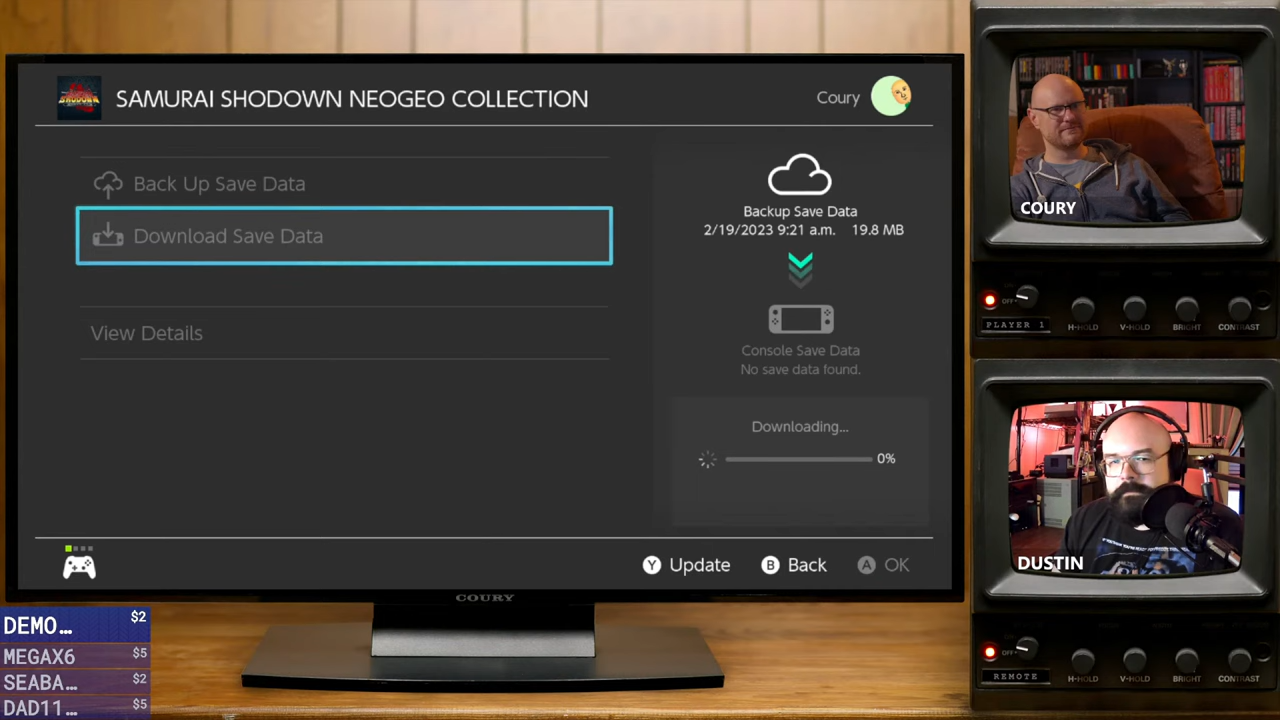 SAMURAI SHODOWN NEOGEO COLLECTION
Coury
Back Up Save Data
Download Save Data
View Details
Backup Save Data
2/19/2023 9:21 a.m. 19.8 MB
Console Save Data
No save data found.
Downloading...
0%
Y Update
B Back
A OK
COURY
DEMO... $2
MEGAX6 $5
SEABA... $2
DAD11... $5
COURY
OFF
PLAYER 1
H-HOLD V-HOLD BRIGHT CONTRAST
DUSTIN
OFF
REMOTE
H-HOLD V-HOLD BRIGHT CONTRAST